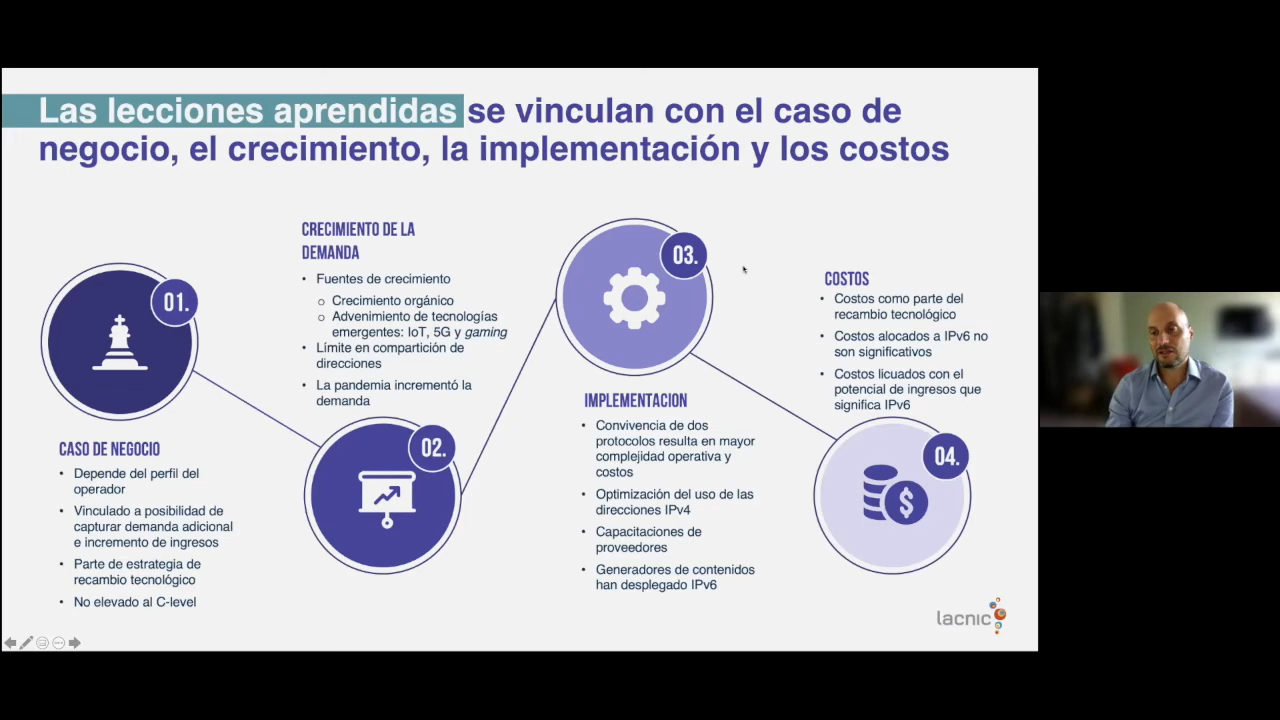 Las lecciones aprendidas se vinculan con el caso de
negocio, el crecimiento, la implementación y los costos
01.
CASO DE NEGOCIO
• Depende del perfil del
operador
• Vinculado a posibilidad de
capturar demanda adicional
e incremento de ingresos
• Parte de estrategia de
recambio tecnológico
• No elevado al C-level
CRECIMIENTO DE LA
DEMANDA
• Fuentes de crecimiento
o Crecimiento orgánico
o Advenimiento de tecnologías
emergentes: IoT, 5G y gaming
• Límite en compartición de
direcciones
• La pandemia incrementó la
demanda
02.
03.
IMPLEMENTACION
• Convivencia de dos
protocolos resulta en mayor
complejidad operativa y
costos
• Optimización del uso de las
direcciones IPv4
• Capacitaciones de
proveedores
• Generadores de contenidos
han desplegado IPv6
COSTOS
• Costos como parte del
recambio tecnológico
• Costos alocados a IPv6 no
son significativos
• Costos licuados con el
potencial de ingresos que
significa IPv6
04.
$
lacnic